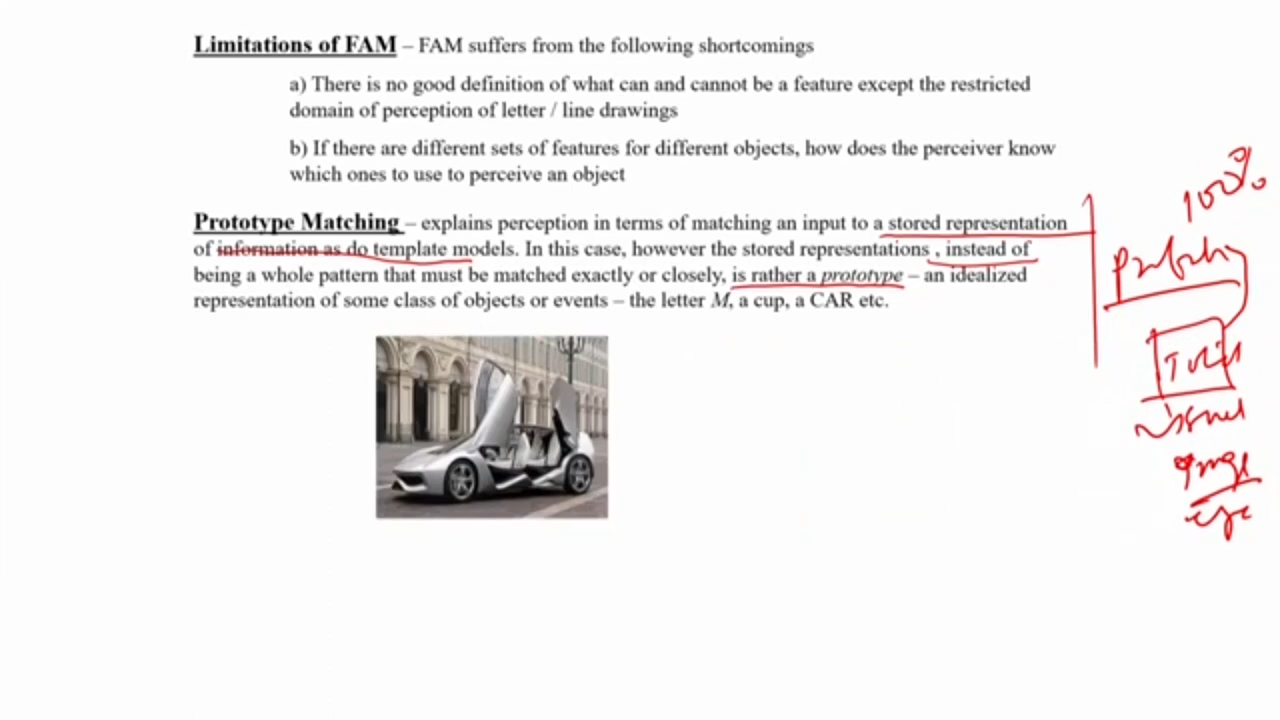 Limitations of FAM – FAM suffers from the following shortcomings
a) There is no good definition of what can and cannot be a feature except the restricted
domain of perception of letter / line drawings
b) If there are different sets of features for different objects, how does the perceiver know
which ones to use to perceive an object
Prototype Matching – explains perception in terms of matching an input to a stored representation
of information as do template models. In this case, however the stored representations , instead of
being a whole pattern that must be matched exactly or closely, is rather a prototype – an idealized
representation of some class of objects or events – the letter M, a cup, a CAR etc.
100%
image
eye